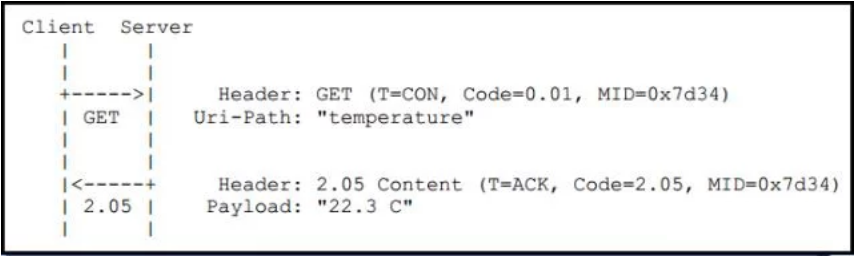 Client  Server
   |      |
   |      |
   +----->|     Header: GET (T=CON, Code=0.01, MID=0x7d34)
   | GET  |   Uri-Path: "temperature"
   |      |
   |      |
   |<-----+     Header: 2.05 Content (T=ACK, Code=2.05, MID=0x7d34)
   | 2.05 |    Payload: "22.3 C"
   |      |